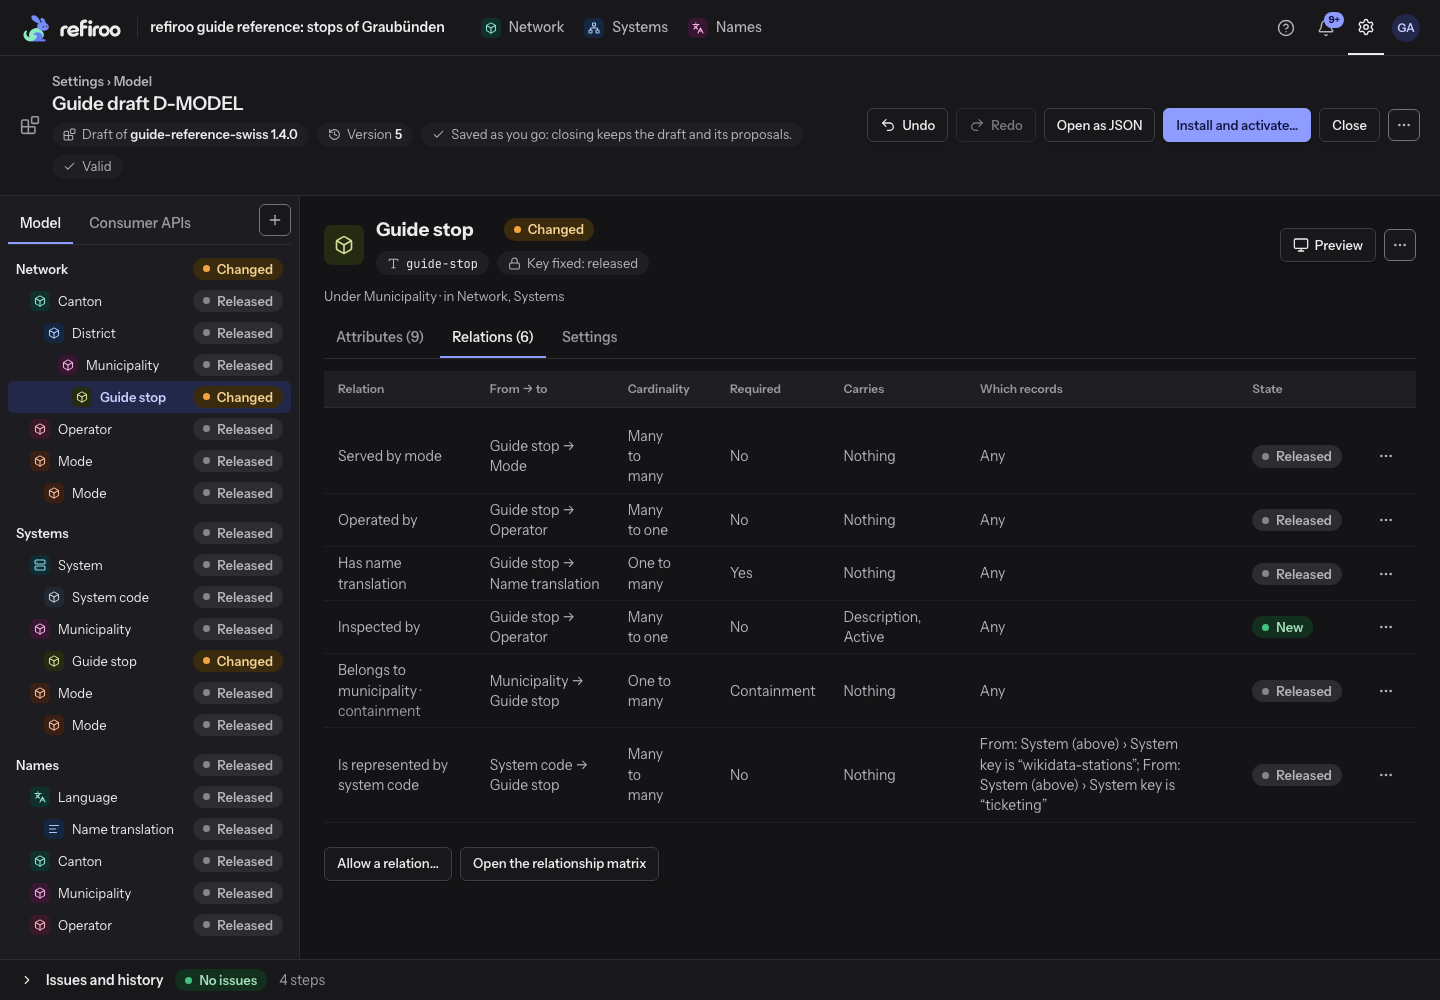 refiroo
refiroo guide reference: stops of Graubünden
Network
Systems
Names
9+
GA
Settings › Model
Guide draft D-MODEL
Draft of guide-reference-swiss 1.4.0
Version 5
Saved as you go: closing keeps the draft and its proposals.
Valid
Undo
Redo
Open as JSON
Install and activate...
Close
Model
Consumer APIs
Network Changed
Canton Released
District Released
Municipality Released
Guide stop Changed
Operator Released
Mode Released
Mode Released
Systems Released
System Released
System code Released
Municipality Released
Guide stop Changed
Mode Released
Mode Released
Names Released
Language Released
Name translation Released
Canton Released
Municipality Released
Operator Released
Guide stop
Changed
guide-stop
Key fixed: released
Preview
Under Municipality · in Network, Systems
Attributes (9)
Relations (6)
Settings
Relation From → to Cardinality Required Carries Which records State
Served by mode
Guide stop →
Mode
Many
to
many
No
Nothing
Any
Released
Operated by
Guide stop →
Operator
Many
to one
No
Nothing
Any
Released
Has name
translation
Guide stop →
Name translation
One to
many
Yes
Nothing
Any
Released
Inspected by
Guide stop →
Operator
Many
to one
No
Description,
Active
Any
New
Belongs to
municipality ·
containment
Municipality →
Guide stop
One to
many
Containment
Nothing
Any
Released
Is represented by
system code
System code →
Guide stop
Many
to
many
No
Nothing
From: System (above) › System
key is “wikidata-stations”; From:
System (above) › System key is
“ticketing”
Released
Allow a relation...
Open the relationship matrix
Issues and history
No issues
4 steps